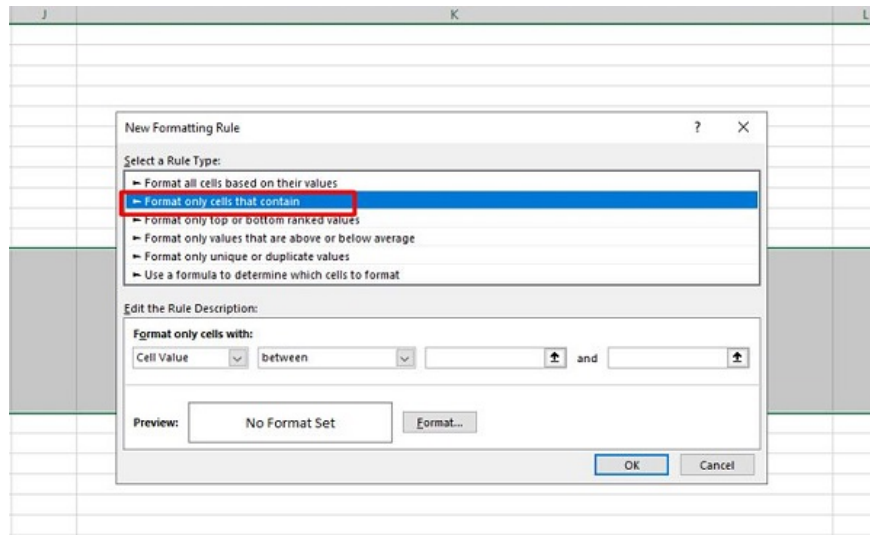 J K L
New Formatting Rule ? ×
Select a Rule Type:
► Format all cells based on their values
► Format only cells that contain
► Format only top or bottom ranked values
► Format only values that are above or below average
► Format only unique or duplicate values
► Use a formula to determine which cells to format
Edit the Rule Description:
Format only cells with:
Cell Value between and
Preview: No Format Set Format...
OK Cancel